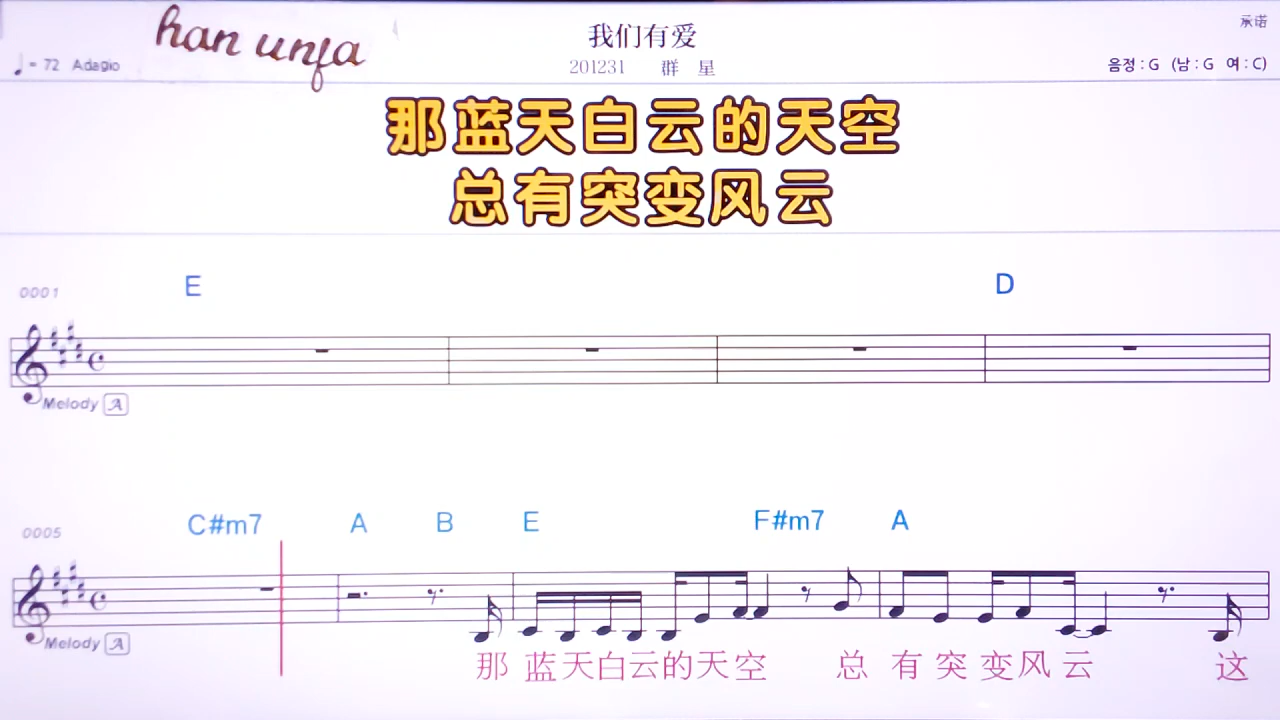 han unfa
我们有爱
承诺
♩= 72 Adagio
201231 群 星
음정 : G (남 : G 여 : C)
那蓝天白云的天空
总有突变风云
0001
E D
Melody A
0005
C#m7 A B E F#m7 A
Melody A
那 蓝天白云的天空 总 有 突 变风 云 这